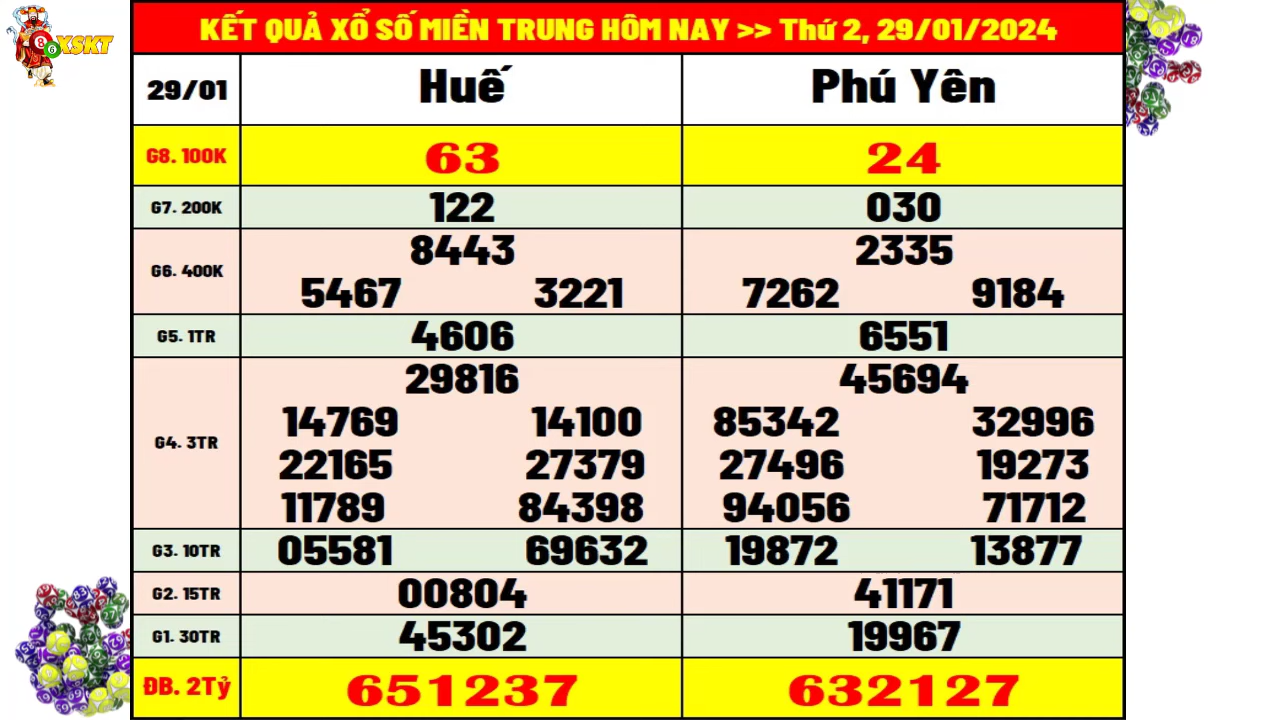 XSKT
KẾT QUẢ XỔ SỐ MIỀN TRUNG HÔM NAY >> Thứ 2, 29/01/2024
29/01 Huế Phú Yên
G8. 100K 63 24
G7. 200K 122 030
8443 2335
G6. 400K
5467 3221 7262 9184
G5. 1TR 4606 6551
29816 45694
14769 14100 85342 32996
G4. 3TR
22165 27379 27496 19273
11789 84398 94056 71712
G3. 10TR 05581 69632 19872 13877
G2. 15TR 00804 41171
G1. 30TR 45302 19967
ĐB. 2Tỷ 651237 632127